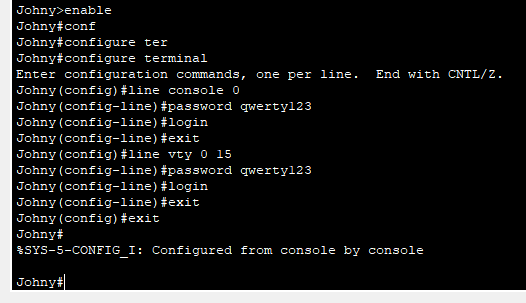 Johny>enable
Johny#conf
Johny#configure ter
Johny#configure terminal
Enter configuration commands, one per line.  End with CNTL/Z.
Johny(config)#line console 0
Johny(config-line)#password qwerty123
Johny(config-line)#login
Johny(config-line)#exit
Johny(config)#line vty 0 15
Johny(config-line)#password qwerty123
Johny(config-line)#login
Johny(config-line)#exit
Johny(config)#exit
Johny#
%SYS-5-CONFIG_I: Configured from console by console
Johny#